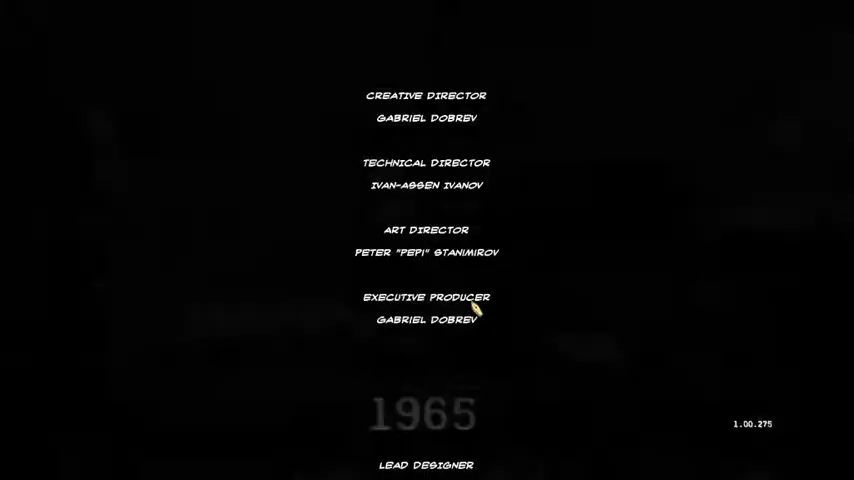 CREATIVE DIRECTOR
GABRIEL DOBREV
TECHNICAL DIRECTOR
IVAN-ASSEN IVANOV
ART DIRECTOR
PETER "PEPI" STANIMIROV
EXECUTIVE PRODUCER
GABRIEL DOBREV
1965
1.00.275
LEAD DESIGNER